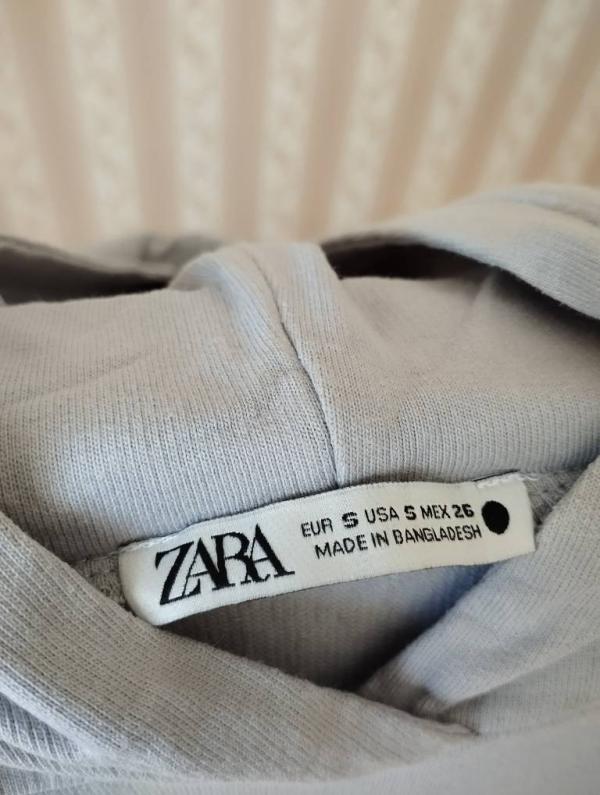 ZARA
EUR S USA S MEX 26
MADE IN BANGLADESH